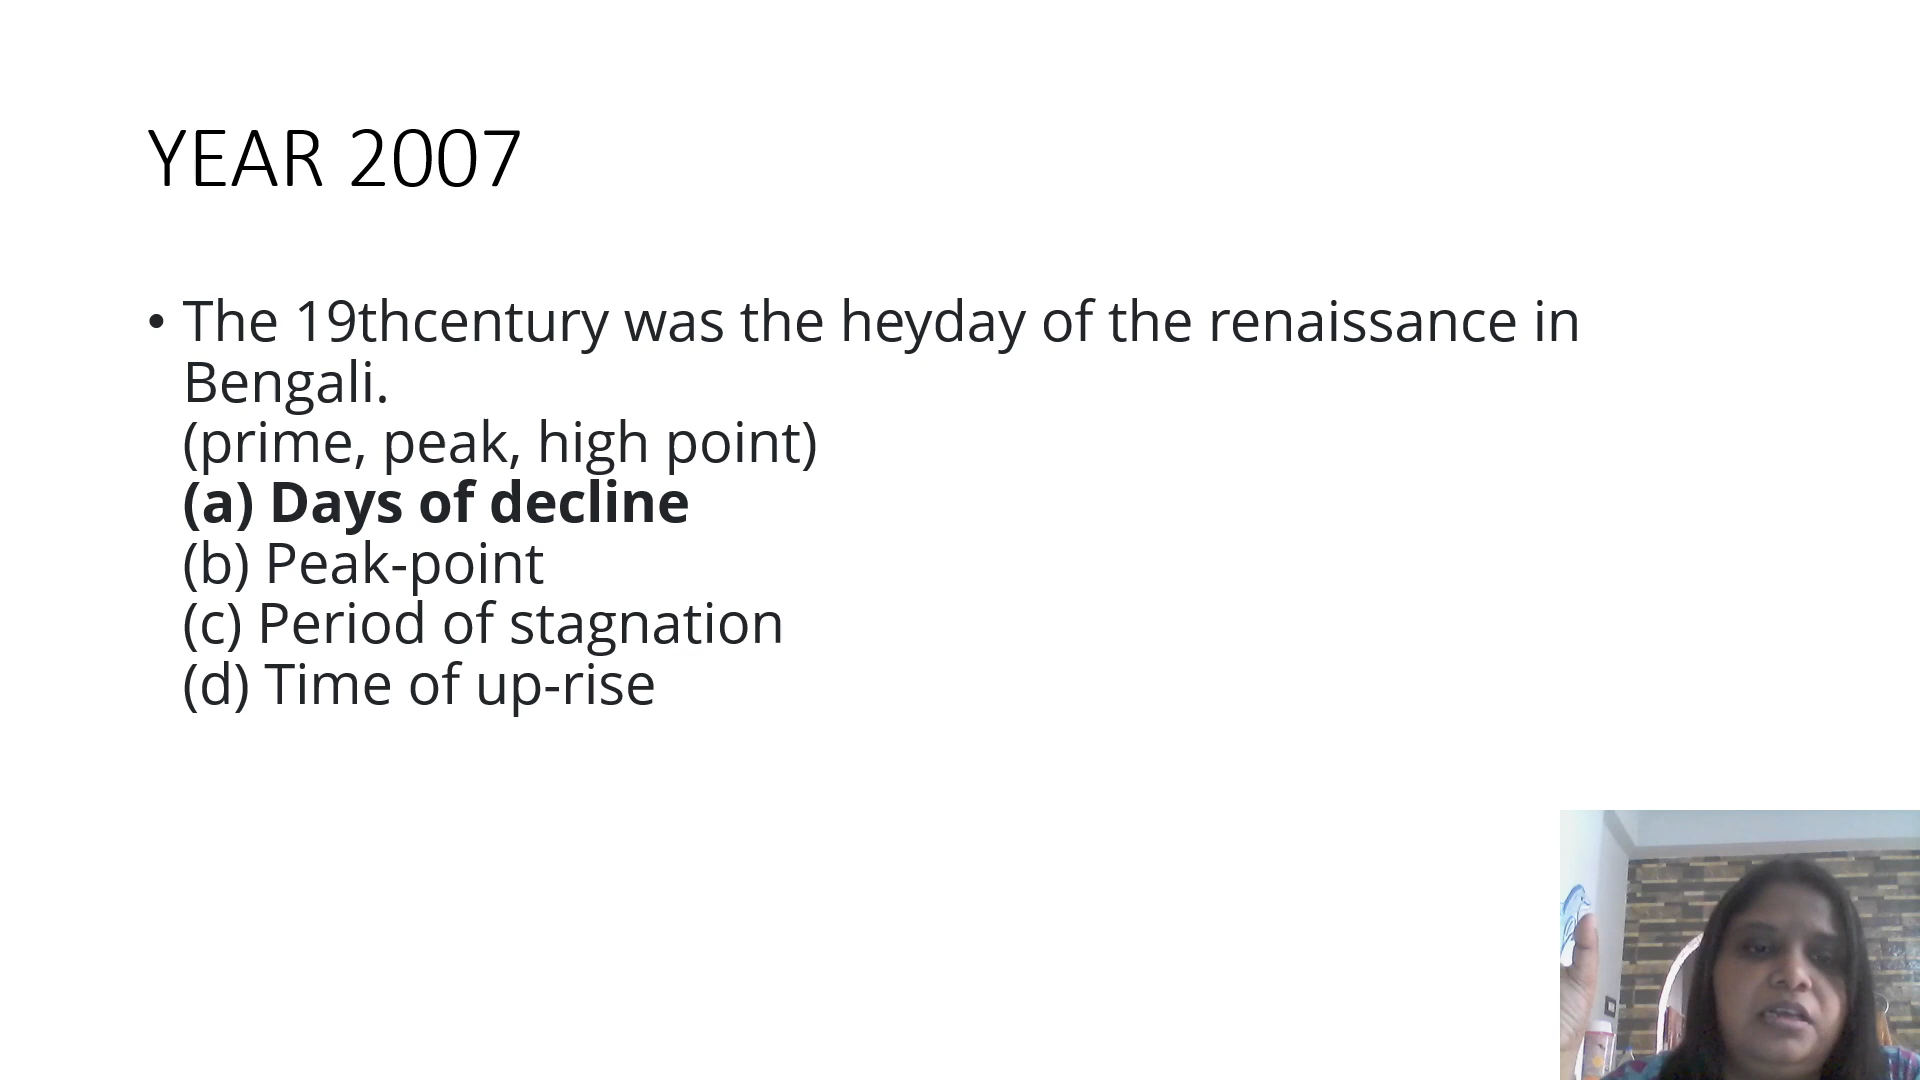 YEAR 2007
• The 19thcentury was the heyday of the renaissance in
Bengali.
(prime, peak, high point)
(a) Days of decline
(b) Peak-point
(c) Period of stagnation
(d) Time of up-rise